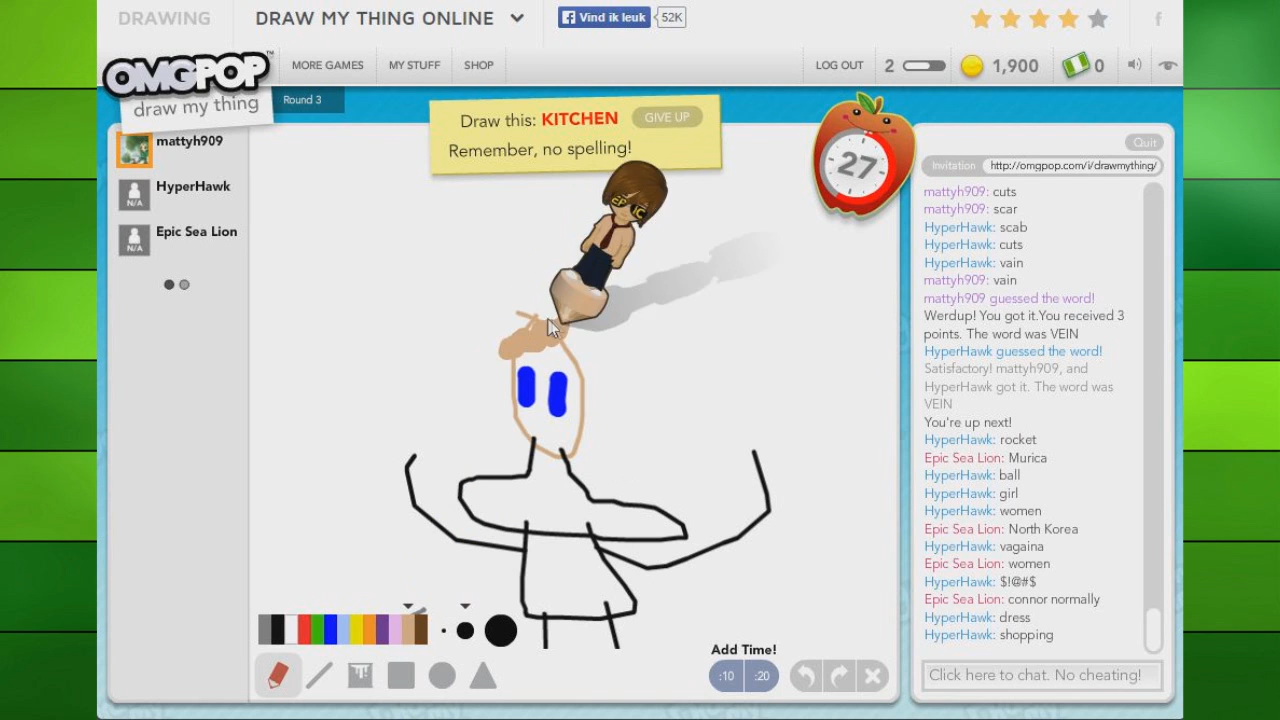 DRAWING
DRAW MY THING ONLINE
Vind ik leuk
52K
f
OMGPOP™
draw my thing
MORE GAMES
MY STUFF
SHOP
LOG OUT
2
1,900
0
Round 3
Draw this: KITCHEN
GIVE UP
Remember, no spelling!
27
mattyh909
N/A
HyperHawk
N/A
Epic Sea Lion
EPIC
Add Time!
:10
:20
Quit
Invitation
http://omgpop.com/i/drawmything/
mattyh909: cuts
mattyh909: scar
HyperHawk: scab
HyperHawk: cuts
HyperHawk: vain
mattyh909: vain
mattyh909 guessed the word!
Werdup! You got it.You received 3
points. The word was VEIN
HyperHawk guessed the word!
Satisfactory! mattyh909, and
HyperHawk got it. The word was
VEIN
You're up next!
HyperHawk: rocket
Epic Sea Lion: Murica
HyperHawk: ball
HyperHawk: girl
HyperHawk: women
Epic Sea Lion: North Korea
HyperHawk: vagaina
Epic Sea Lion: women
HyperHawk: $!@#$
Epic Sea Lion: connor normally
HyperHawk: dress
HyperHawk: shopping
Click here to chat. No cheating!